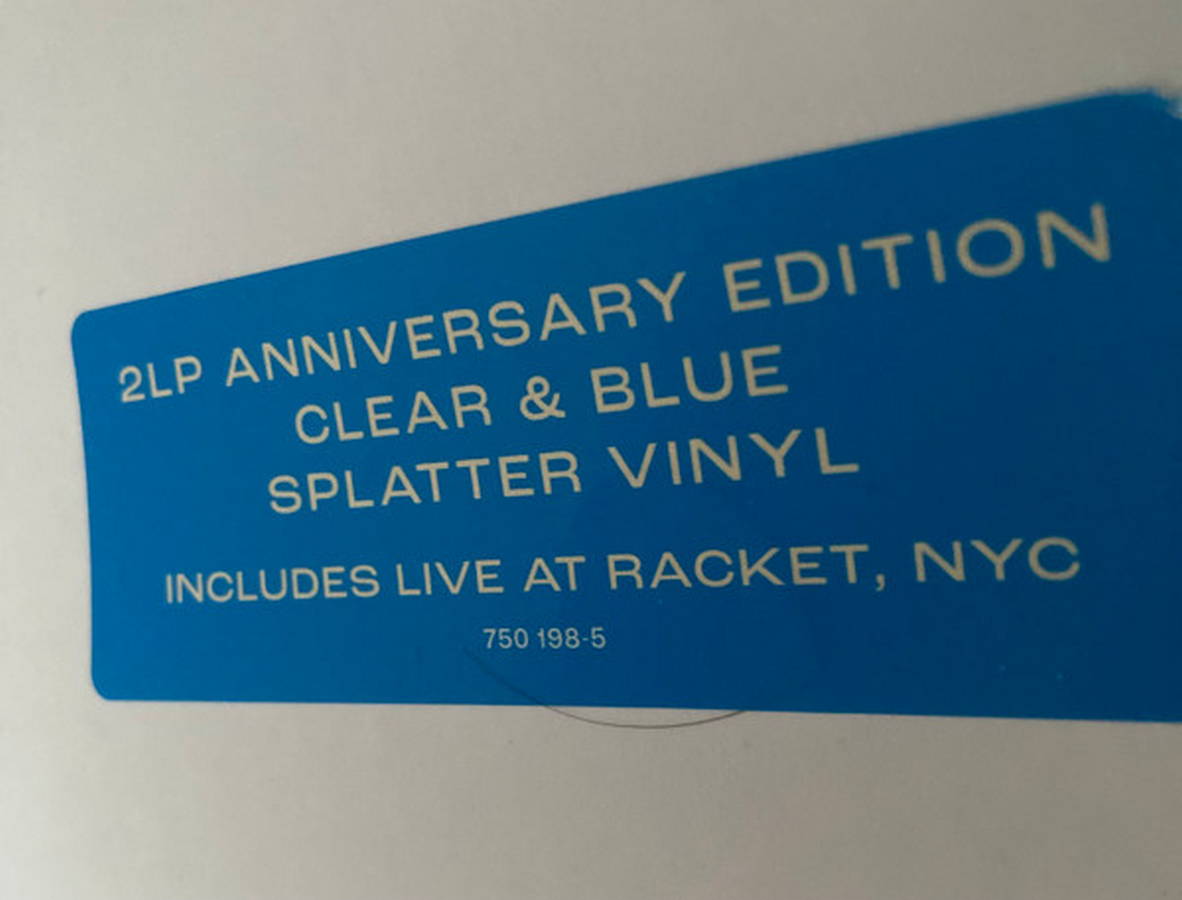 2LP ANNIVERSARY EDITION
CLEAR & BLUE
SPLATTER VINYL
INCLUDES LIVE AT RACKET, NYC
750 198-5